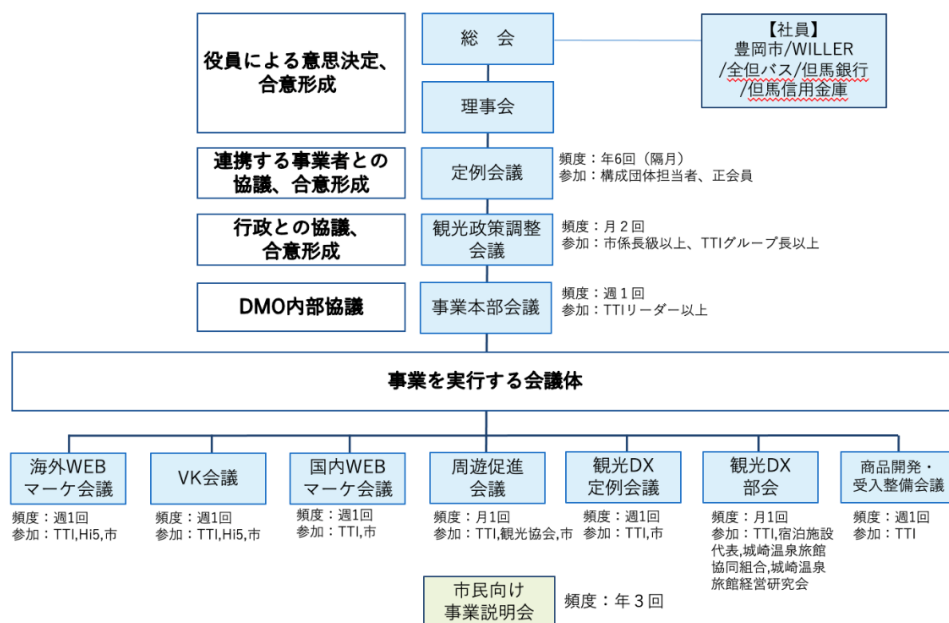 役員による意思決定、
合意形成
総　会
【社員】
豊岡市/WILLER
/全但バス/但馬銀行
/但馬信用金庫
理事会
連携する事業者との
協議、合意形成
定例会議
頻度：年6回（隔月）
参加：構成団体担当者、正会員
行政との協議、
合意形成
観光政策調整
会議
頻度：月２回
参加：市係長級以上、TTIグループ長以上
DMO内部協議
事業本部会議
頻度：週１回
参加：TTIリーダー以上
事業を実行する会議体
海外WEB
マーケ会議
頻度：週1回
参加：TTI,Hi5,市
VK会議
頻度：週1回
参加：TTI,Hi5,市
国内WEB
マーケ会議
頻度：週1回
参加：TTI,市
周遊促進
会議
頻度：月1回
参加：TTI,観光協会,市
観光DX
定例会議
頻度：週1回
参加：TTI,市
観光DX
部会
頻度：月1回
参加：TTI,宿泊施設
代表,城崎温泉旅館
協同組合,城崎温泉
旅館経営研究会
商品開発・
受入整備会議
頻度：週1回
参加：TTI
市民向け
事業説明会
頻度：年３回